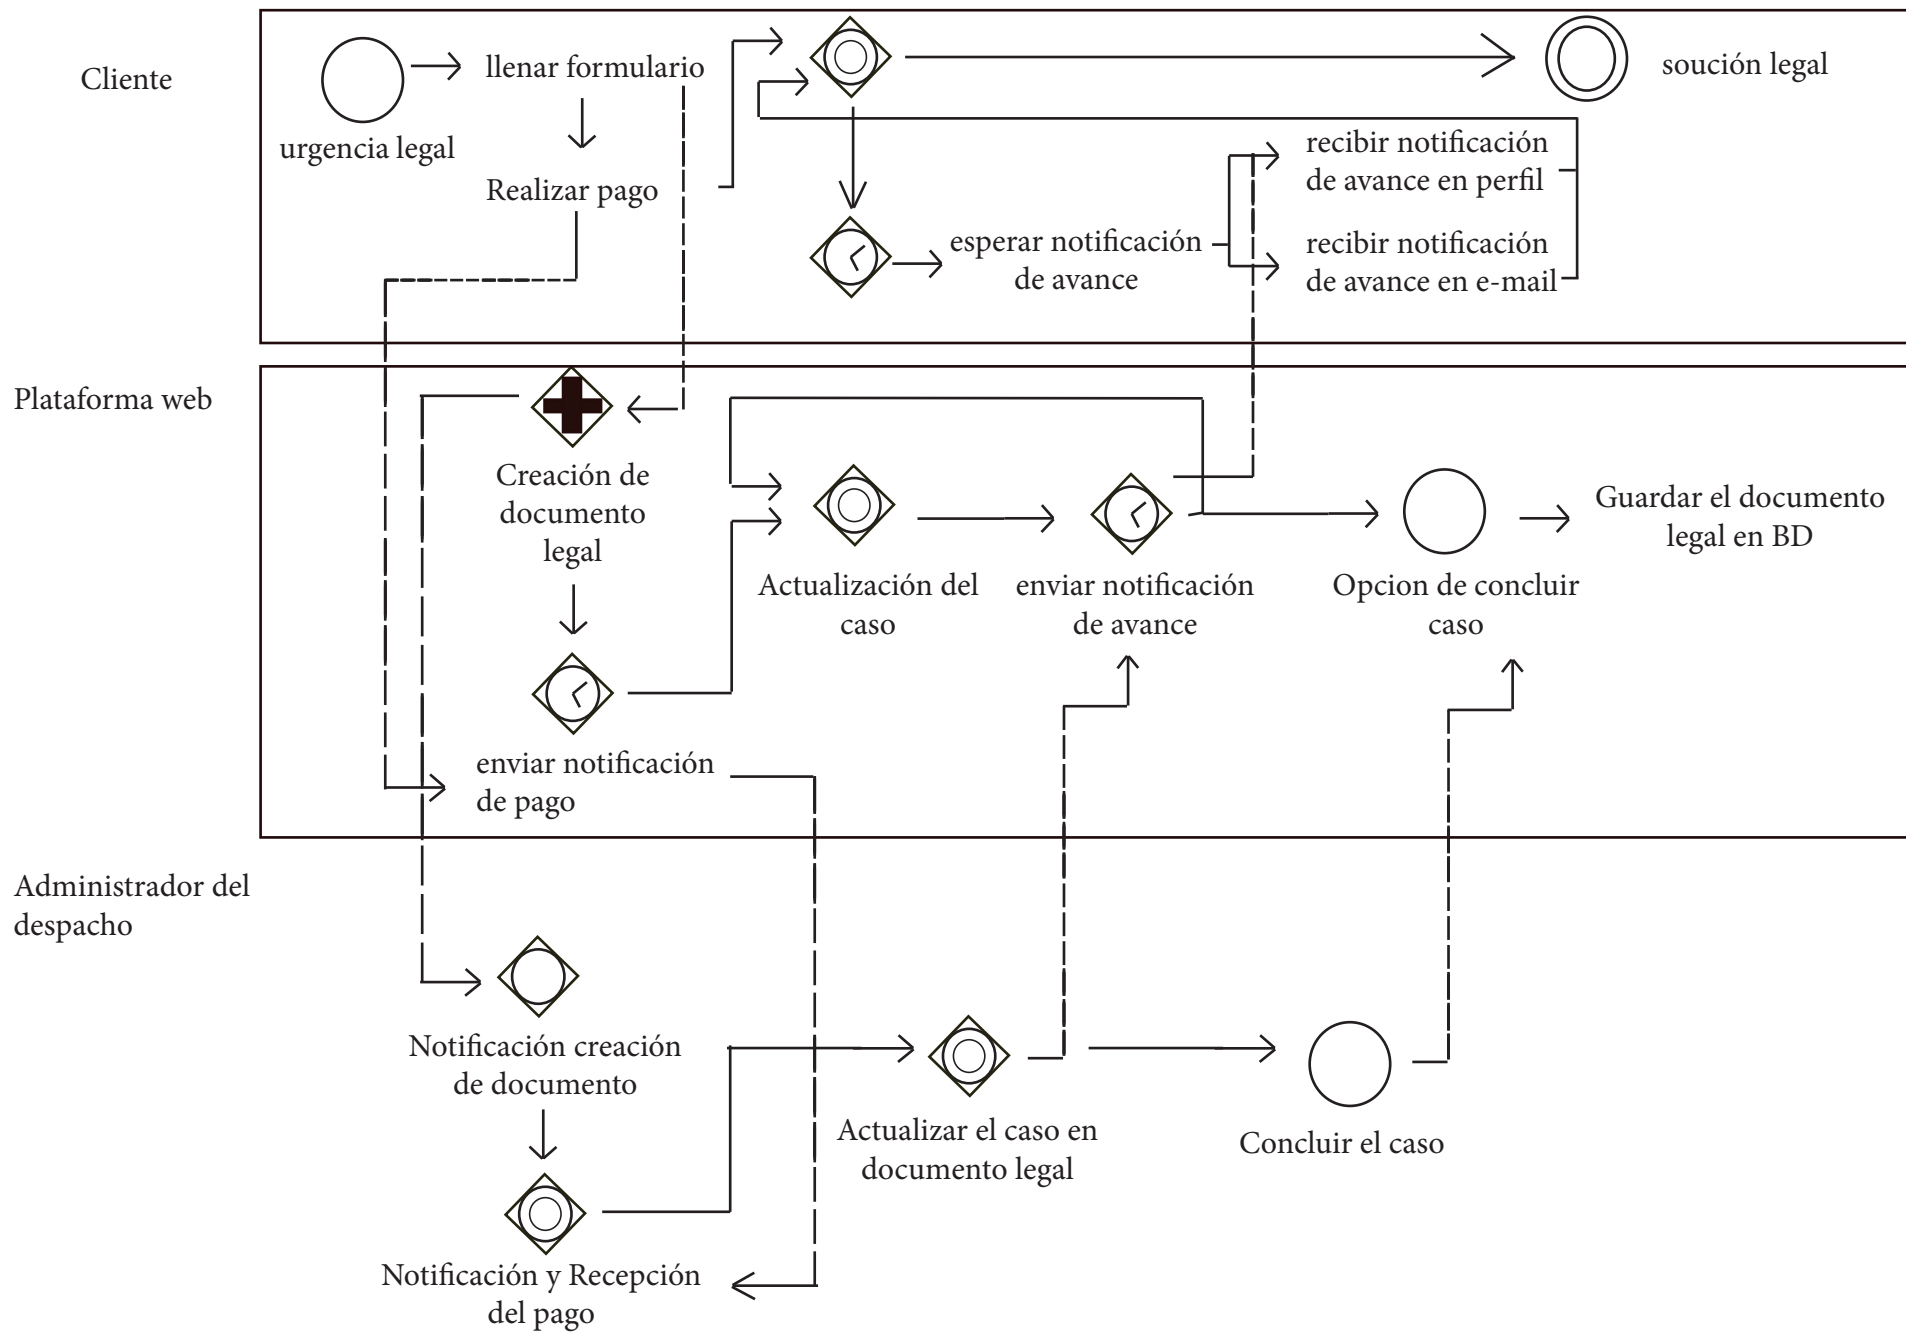 Cliente
urgencia legal
llenar formulario
Realizar pago
soución legal
esperar notificación
de avance
recibir notificación
de avance en perfil
recibir notificación
de avance en e-mail
Plataforma web
Creación de
documento
legal
enviar notificación
de pago
Actualización del
caso
enviar notificación
de avance
Opcion de concluir
caso
Guardar el documento
legal en BD
Administrador del
despacho
Notificación creación
de documento
Notificación y Recepción
del pago
Actualizar el caso en
documento legal
Concluir el caso